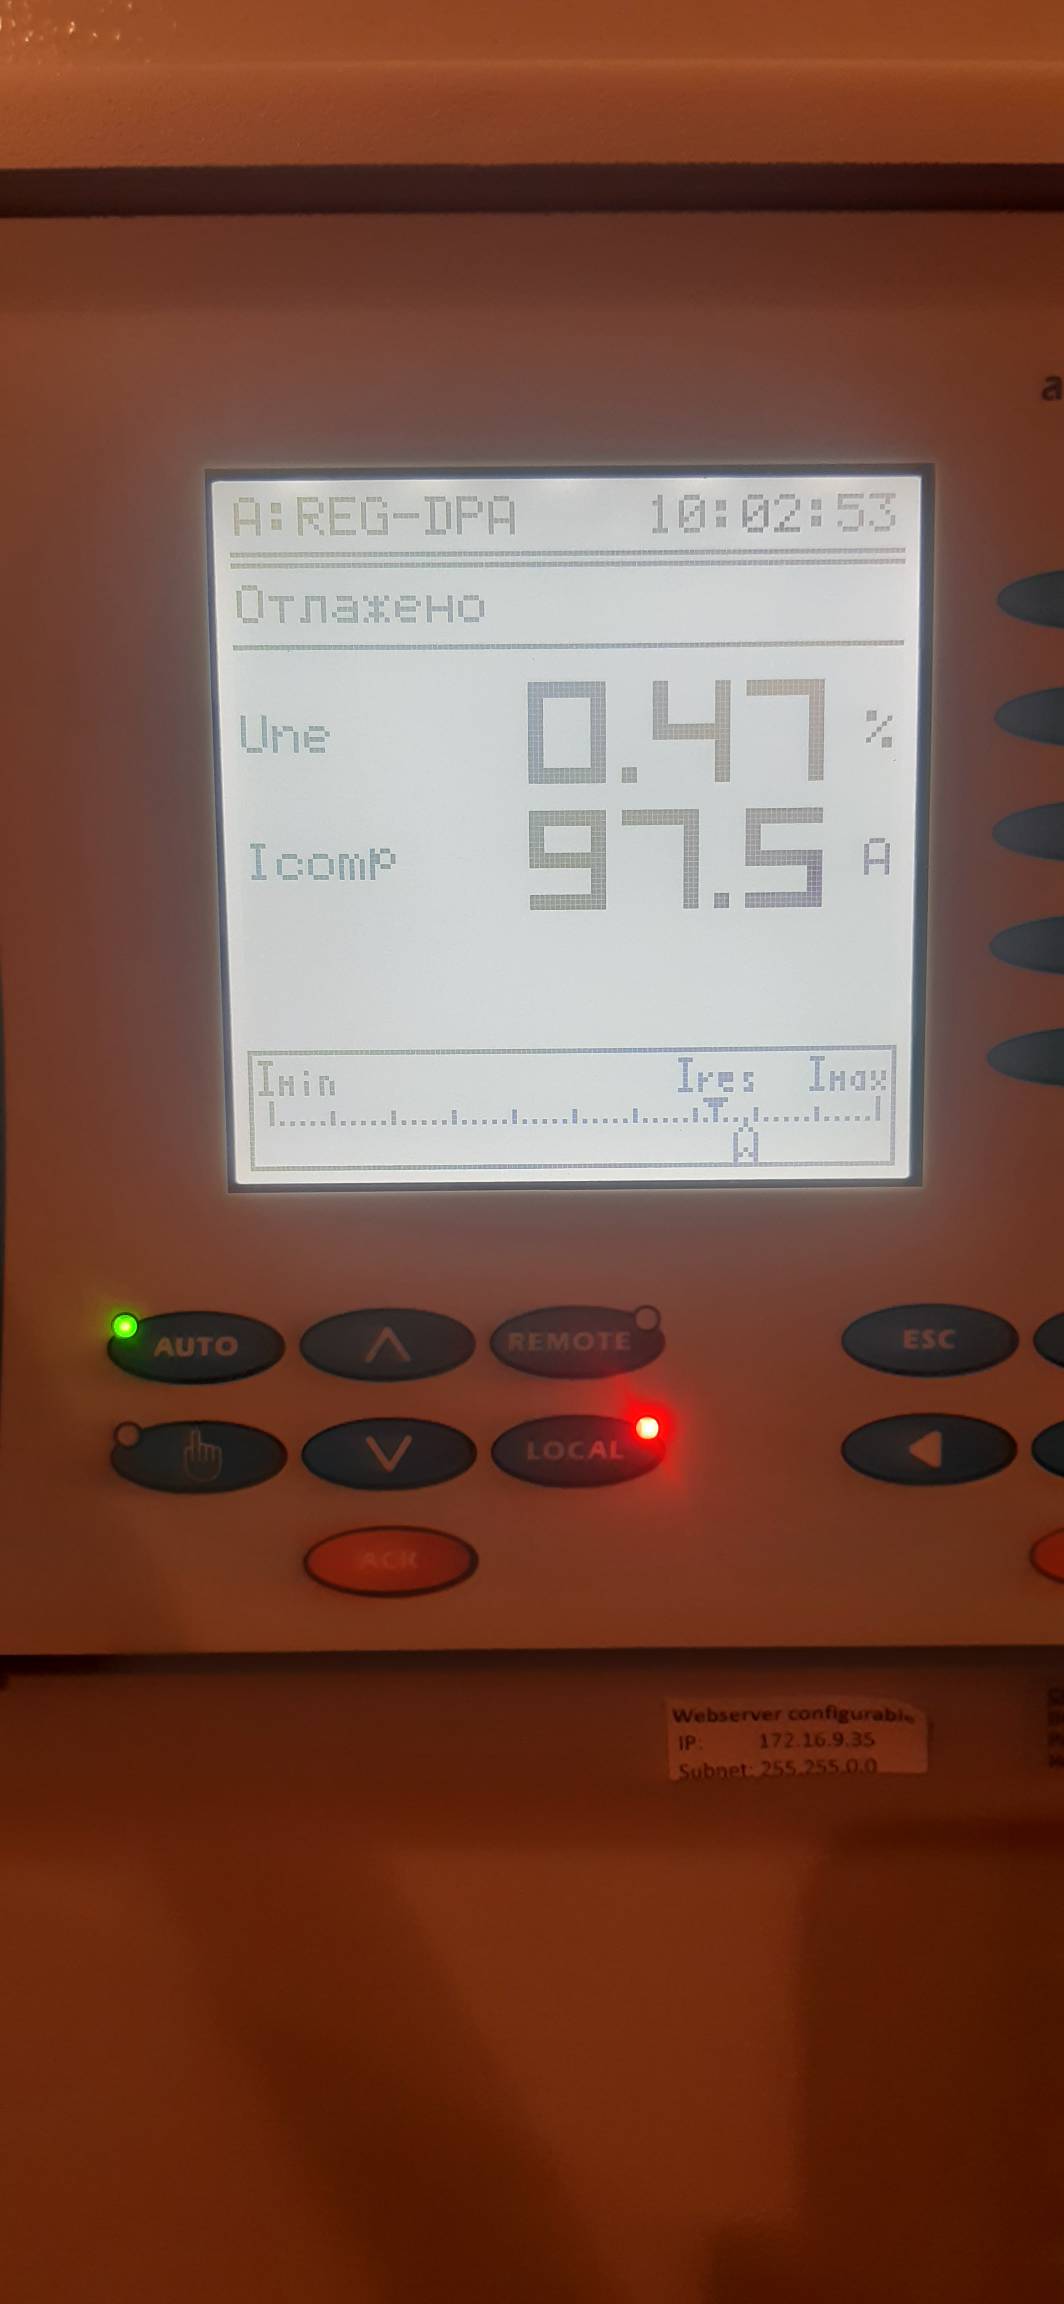 a
A:REG-DPA 10:02:53
Отлажено
Une 0.47 %
Icomp 97.5 A
Imin Ires Imax
AUTO REMOTE ESC
LOCAL
ACK
Webserver configurable
IP: 172.16.9.35
Subnet: 255.255.0.0